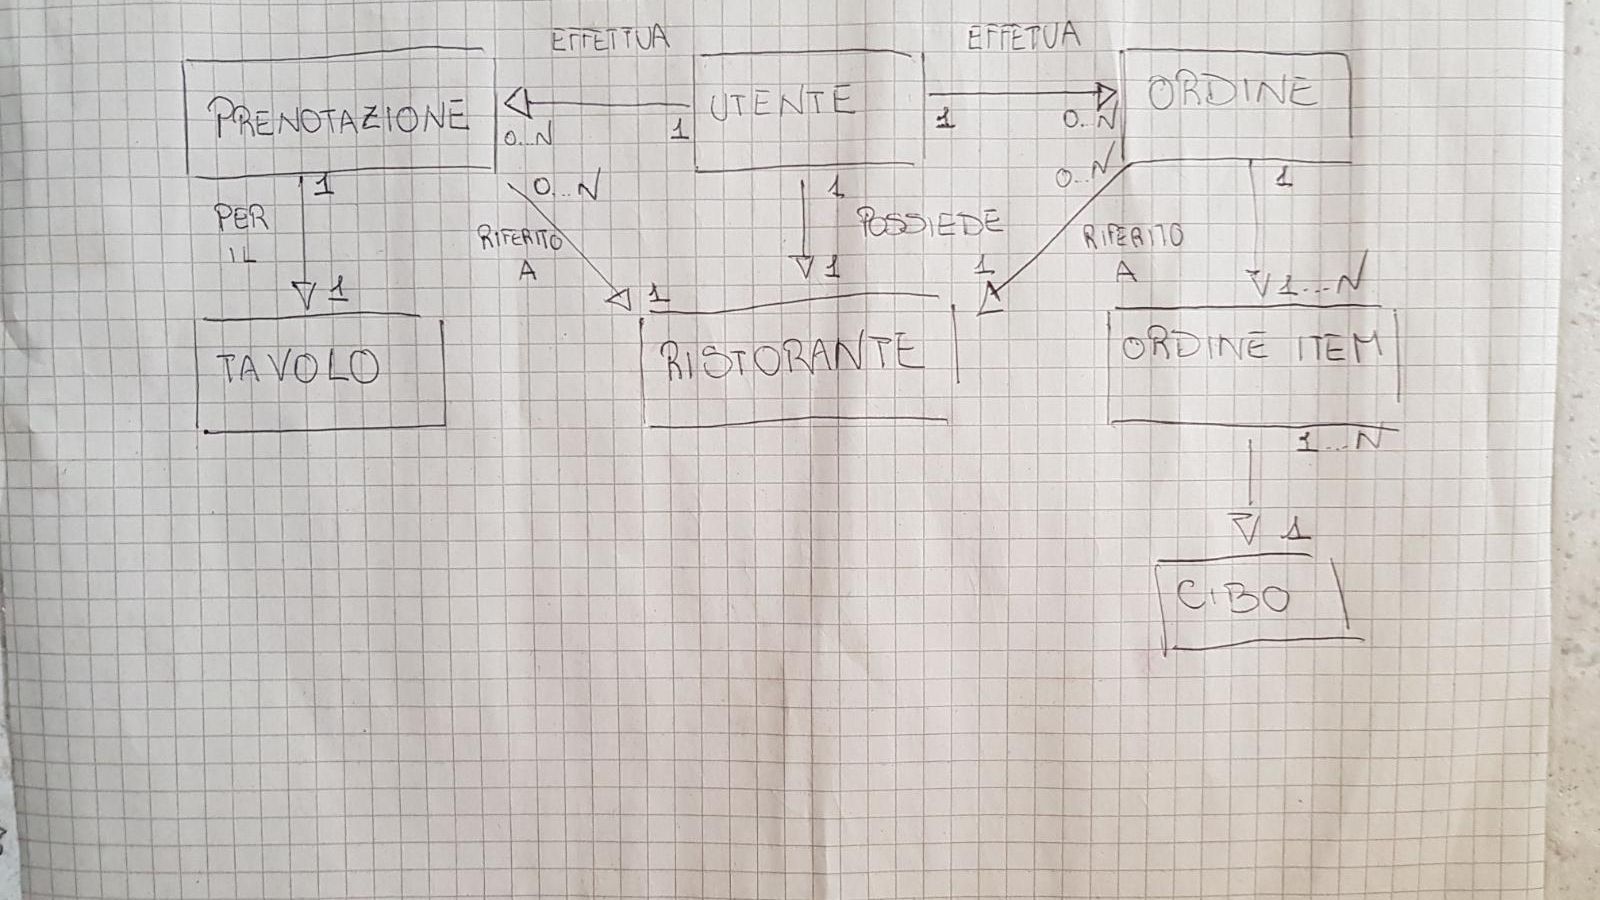 EFFETTUA
EFFETUA
PRENOTAZIONE
UTENTE
ORDINE
0...N
1
1
0...N
1
0...N
1
0...N
1
PER
IL
RIFERITO
A
POSSIEDE
RIFERITO
A
1
1
1
1
1...N
TAVOLO
RISTORANTE
ORDINE ITEM
1...N
1
CIBO